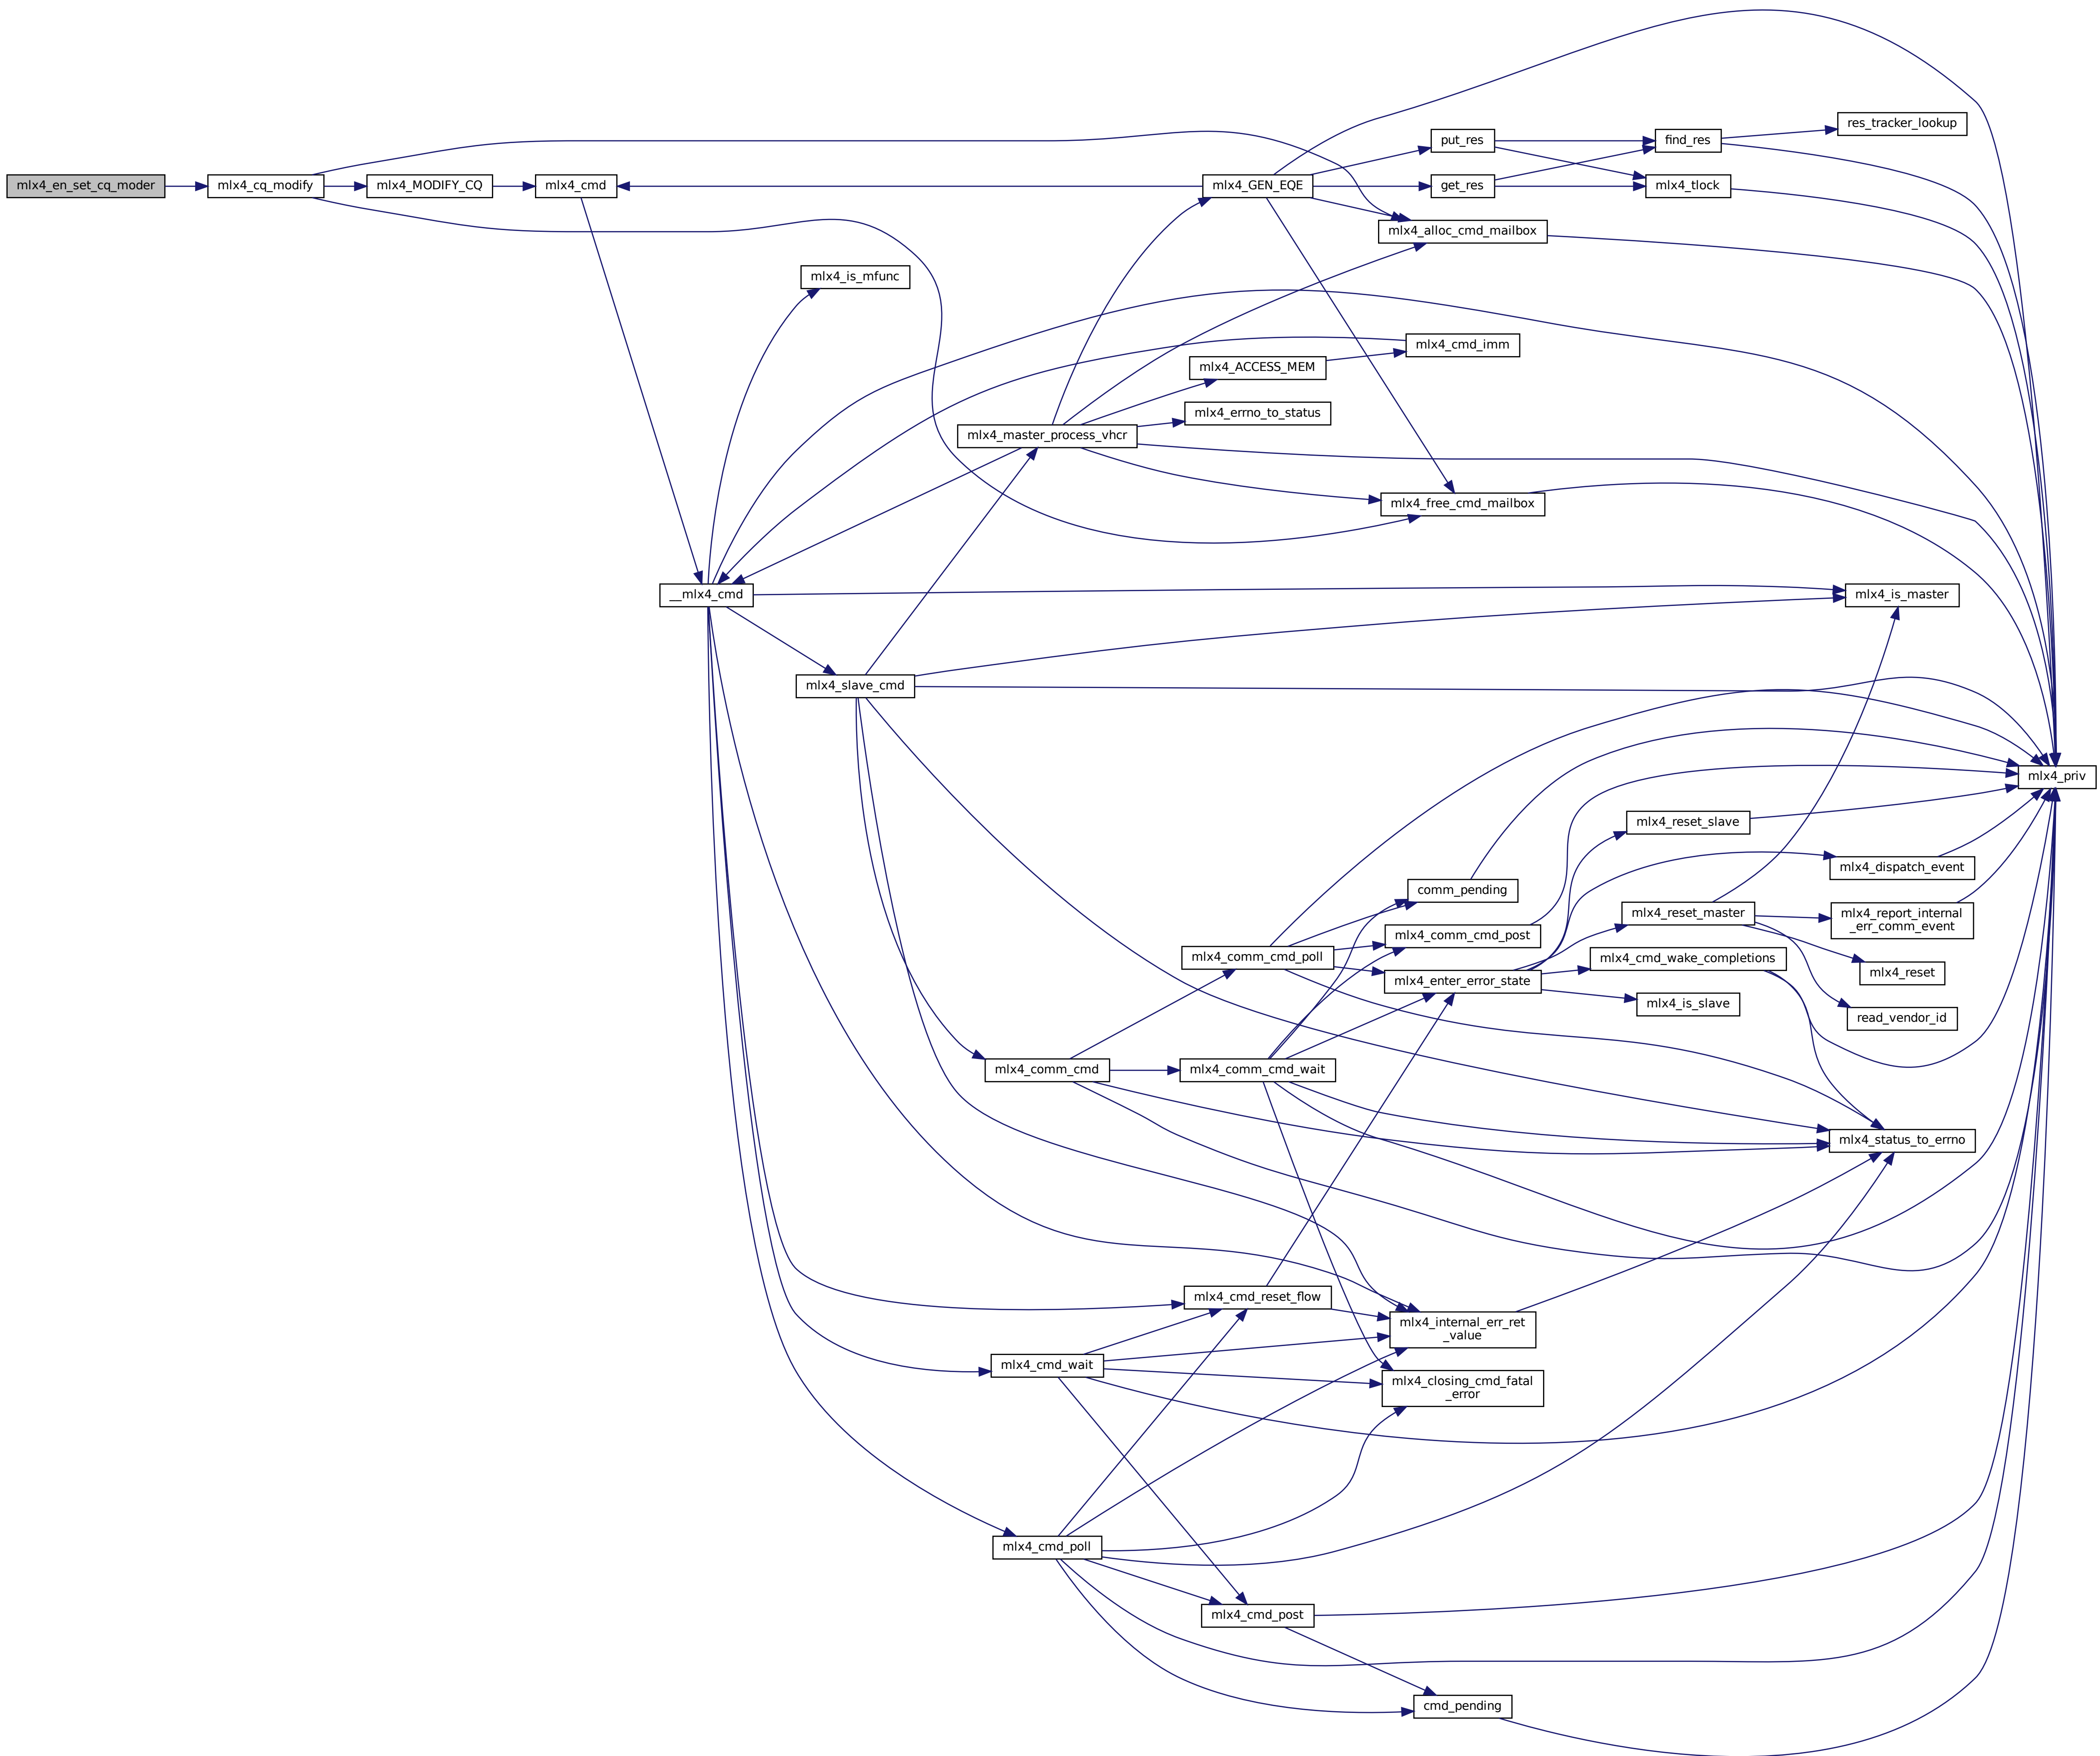 res_tracker_lookup
put_res
find_res
mlx4_en_set_cq_moder
mlx4_cq_modify
mlx4_MODIFY_CQ
mlx4_cmd
mlx4_GEN_EQE
get_res
mlx4_tlock
mlx4_alloc_cmd_mailbox
mlx4_is_mfunc
mlx4_cmd_imm
mlx4_ACCESS_MEM
mlx4_errno_to_status
mlx4_master_process_vhcr
mlx4_free_cmd_mailbox
__mlx4_cmd
mlx4_is_master
mlx4_slave_cmd
mlx4_priv
mlx4_reset_slave
mlx4_dispatch_event
comm_pending
mlx4_reset_master
mlx4_report_internal
_err_comm_event
mlx4_comm_cmd_post
mlx4_comm_cmd_poll
mlx4_cmd_wake_completions
mlx4_reset
mlx4_enter_error_state
mlx4_is_slave
read_vendor_id
mlx4_comm_cmd
mlx4_comm_cmd_wait
mlx4_status_to_errno
mlx4_cmd_reset_flow
mlx4_internal_err_ret
_value
mlx4_cmd_wait
mlx4_closing_cmd_fatal
_error
mlx4_cmd_poll
mlx4_cmd_post
cmd_pending